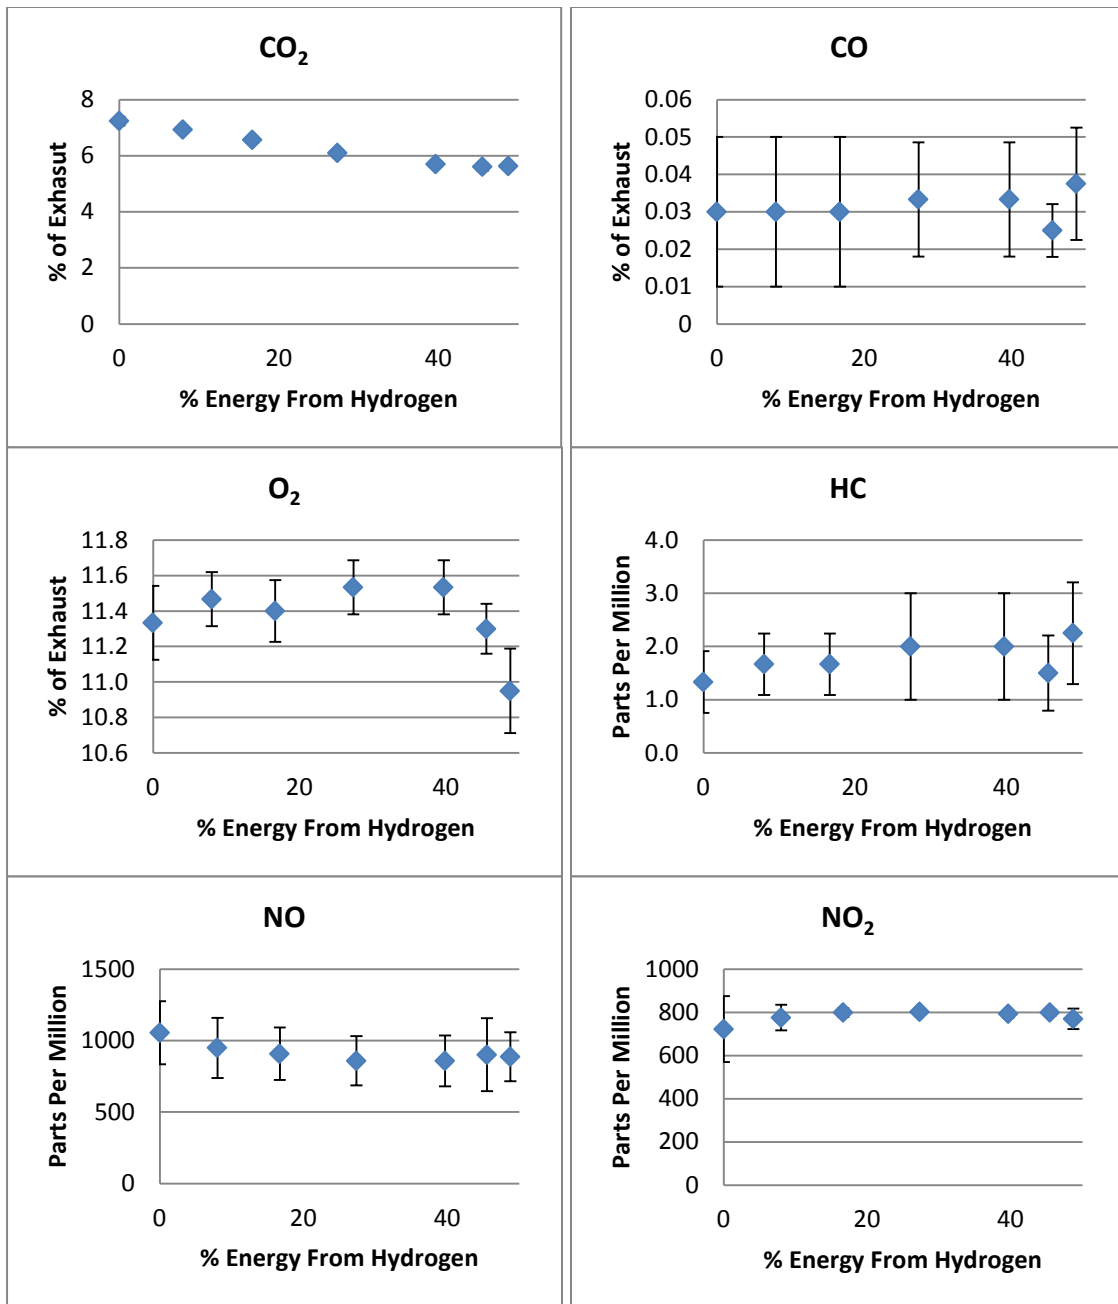 CO2
% of Exhasut
8
6
4
2
0
0 20 40
% Energy From Hydrogen
CO
% of Exhaust
0.06
0.05
0.04
0.03
0.02
0.01
0
0 20 40
% Energy From Hydrogen
O2
% of Exhaust
11.8
11.6
11.4
11.2
11.0
10.8
10.6
0 20 40
% Energy From Hydrogen
HC
Parts Per Million
4.0
3.0
2.0
1.0
0.0
0 20 40
% Energy From Hydrogen
NO
Parts Per Million
1500
1000
500
0
0 20 40
% Energy From Hydrogen
NO2
Parts Per Million
1000
800
600
400
200
0
0 20 40
% Energy From Hydrogen